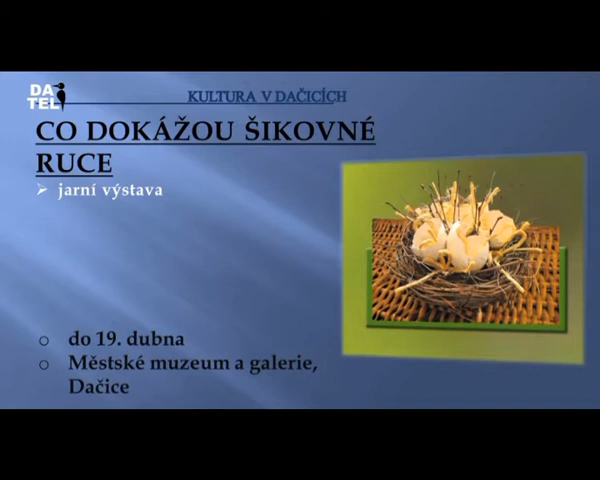 DA
TEL
KULTURA V DAČICÍCH
CO DOKÁŽOU ŠIKOVNÉ
RUCE
jarní výstava
do 19. dubna
Městské muzeum a galerie,
Dačice